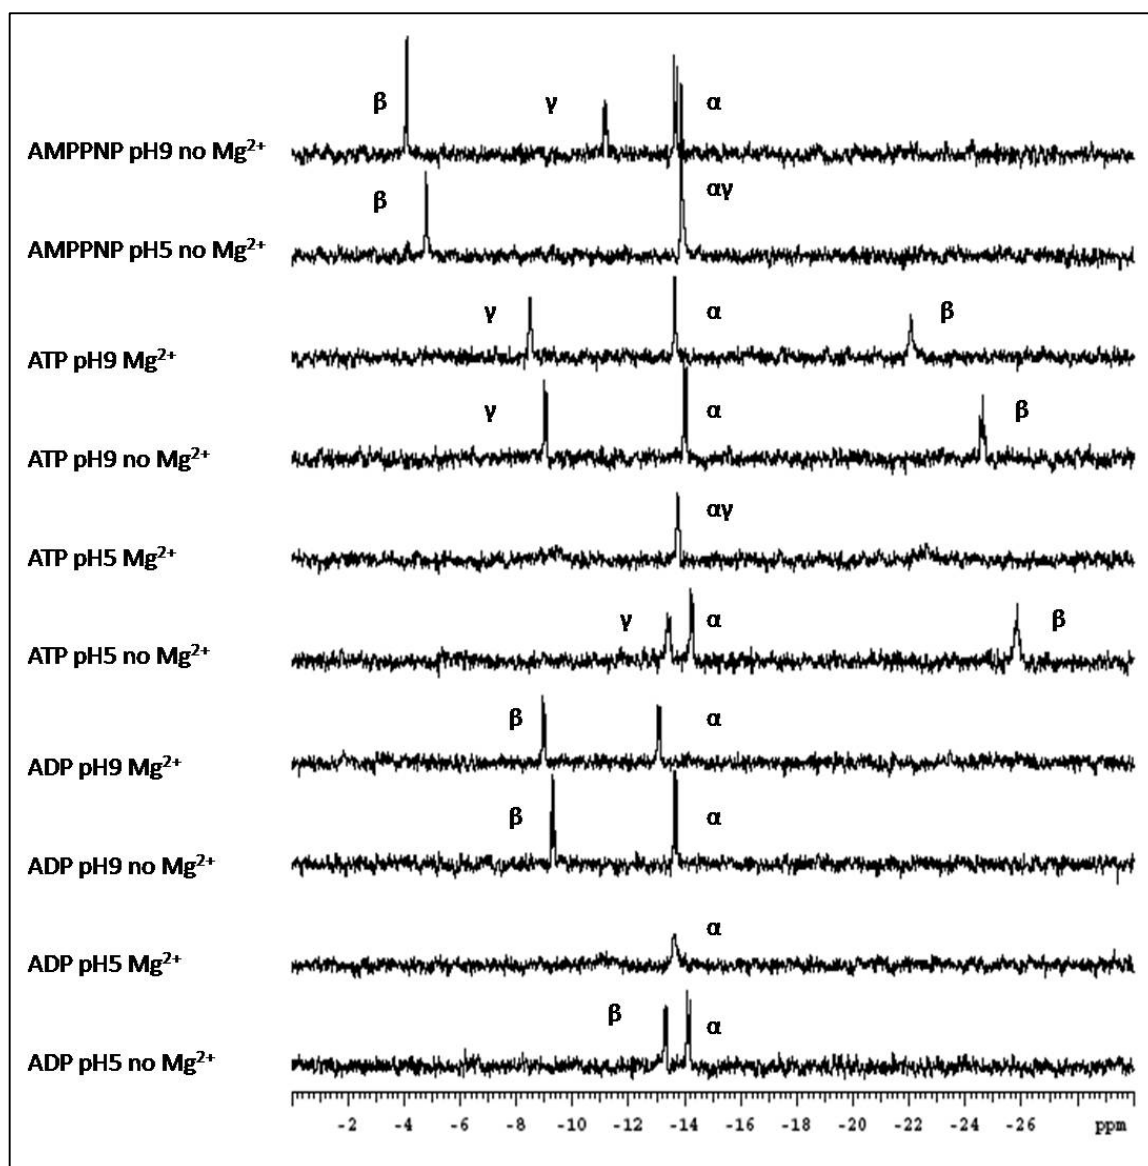 β γ α
AMPPNP pH9 no Mg²⁺
β αγ
AMPPNP pH5 no Mg²⁺
γ α β
ATP pH9 Mg²⁺
γ α β
ATP pH9 no Mg²⁺
αγ
ATP pH5 Mg²⁺
γ α β
ATP pH5 no Mg²⁺
β α
ADP pH9 Mg²⁺
β α
ADP pH9 no Mg²⁺
α
ADP pH5 Mg²⁺
β α
ADP pH5 no Mg²⁺
-2 -4 -6 -8 -10 -12 -14 -16 -18 -20 -22 -24 -26 ppm